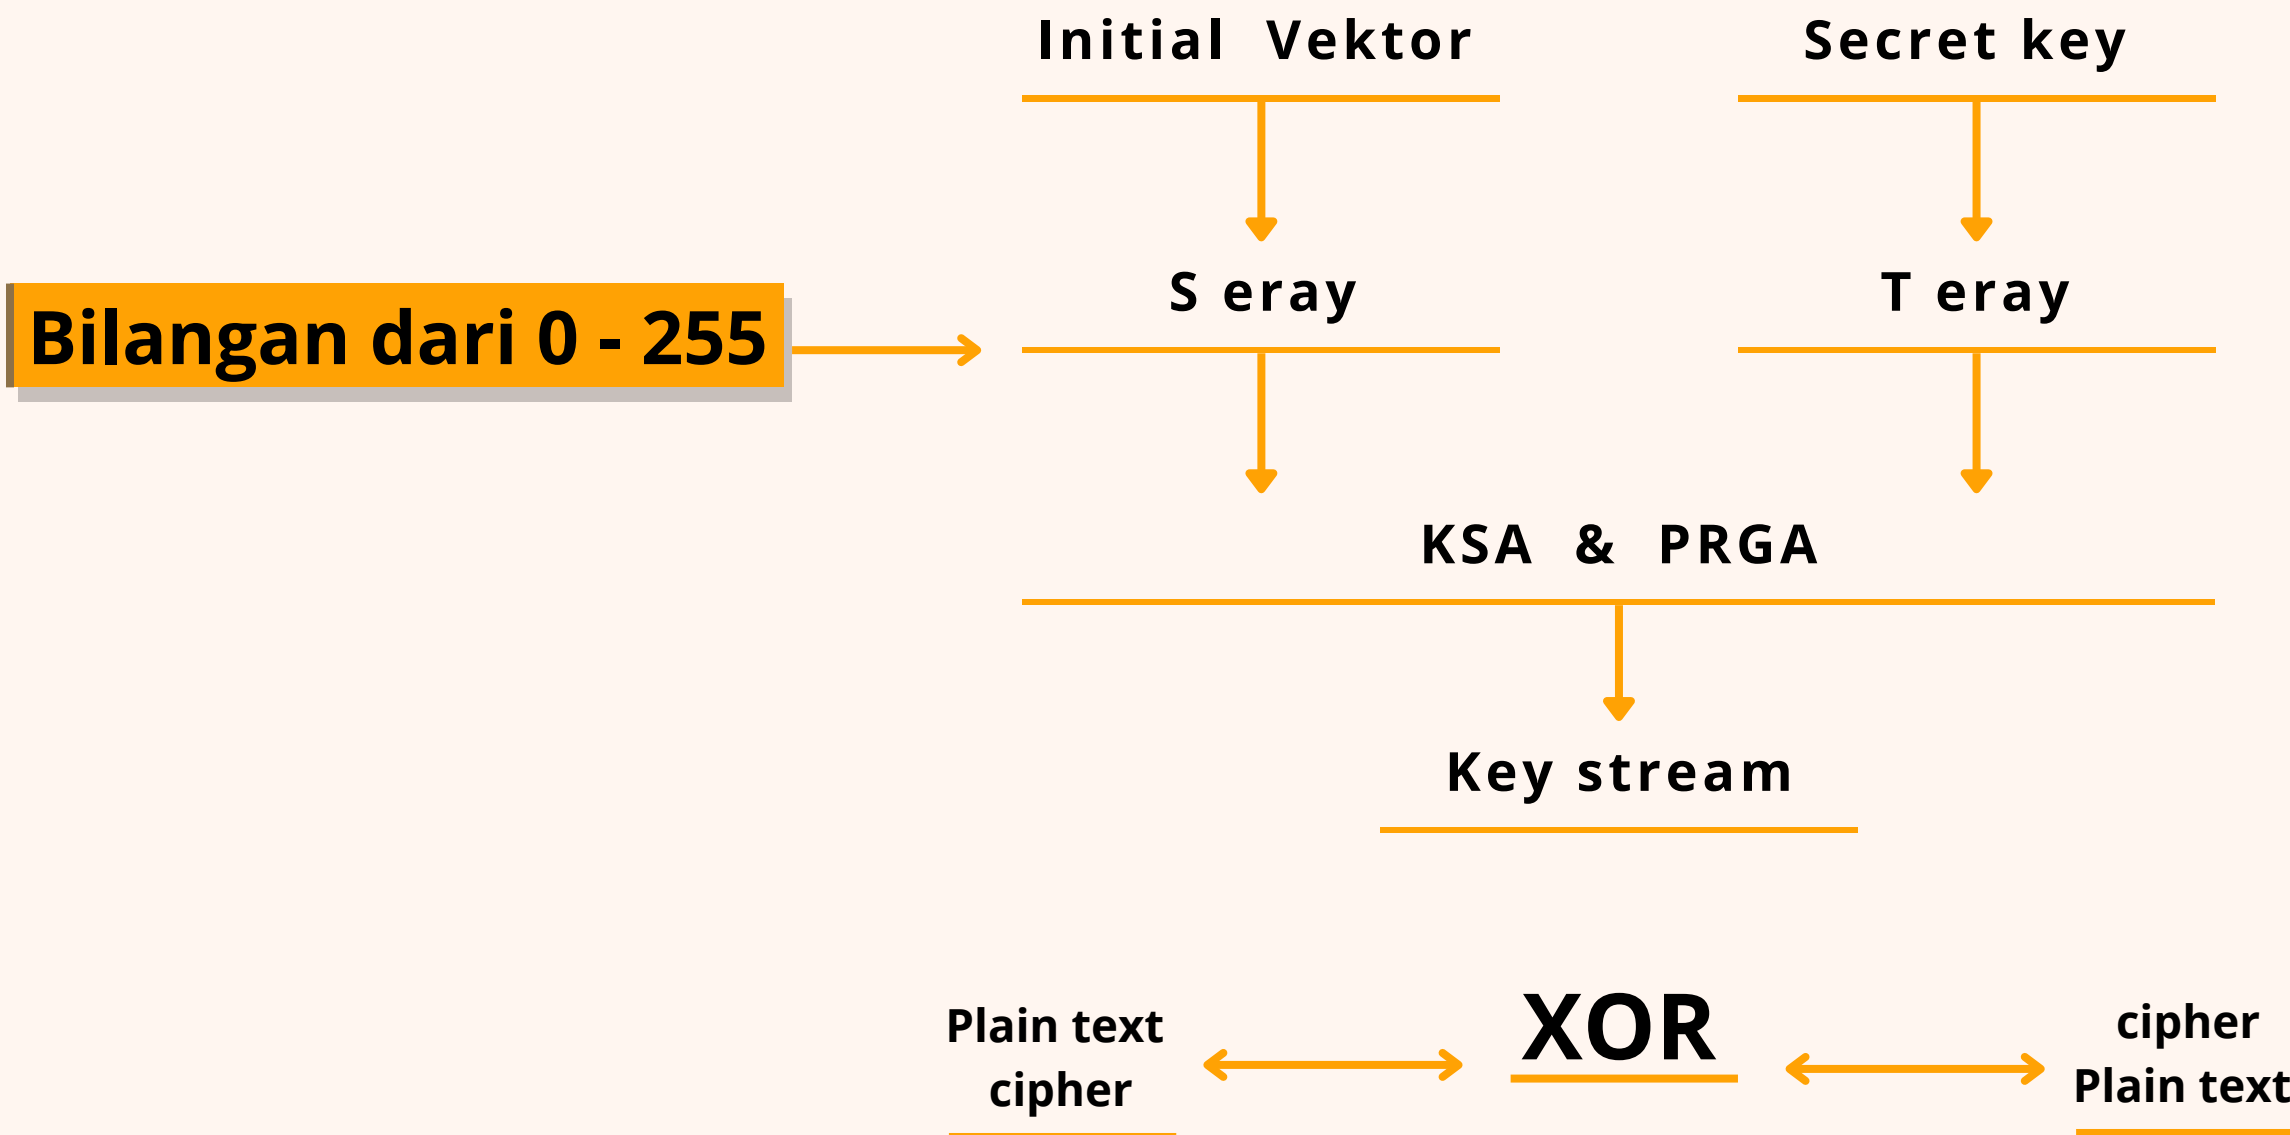 Initial Vektor
Secret key
S eray
T eray
Bilangan dari 0 - 255
KSA & PRGA
Key stream
XOR
Plain text
cipher
cipher
Plain text